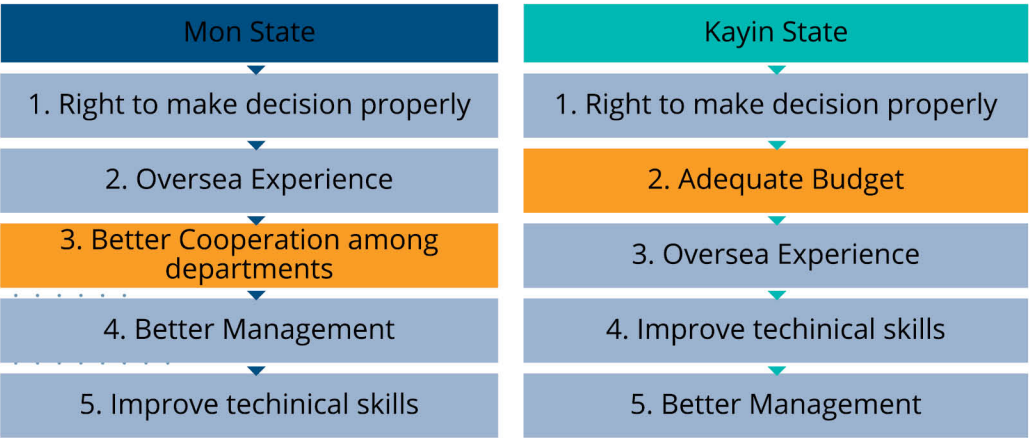 Mon State
1. Right to make decision properly
2. Oversea Experience
3. Better Cooperation among
departments
4. Better Management
5. Improve techinical skills
Kayin State
1. Right to make decision properly
2. Adequate Budget
3. Oversea Experience
4. Improve techinical skills
5. Better Management